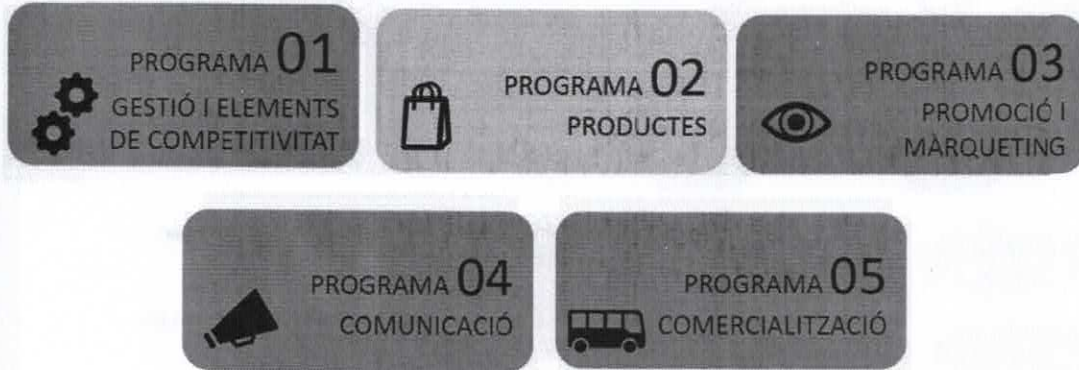 PROGRAMA 01
GESTIÓ I ELEMENTS
DE COMPETITIVITAT
PROGRAMA 02
PRODUCTES
PROGRAMA 03
PROMOCIÓ I
MÀRQUETING
PROGRAMA 04
COMUNICACIÓ
PROGRAMA 05
COMERCIALITZACIÓ